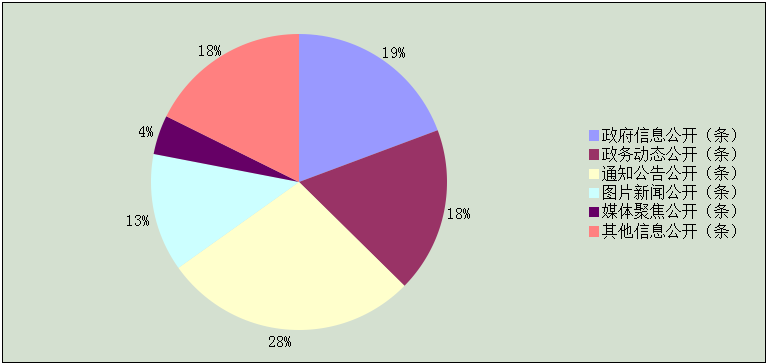 18%
19%
4%
13%
18%
28%
政府信息公开（条）
政务动态公开（条）
通知公告公开（条）
图片新闻公开（条）
媒体聚焦公开（条）
其他信息公开（条）